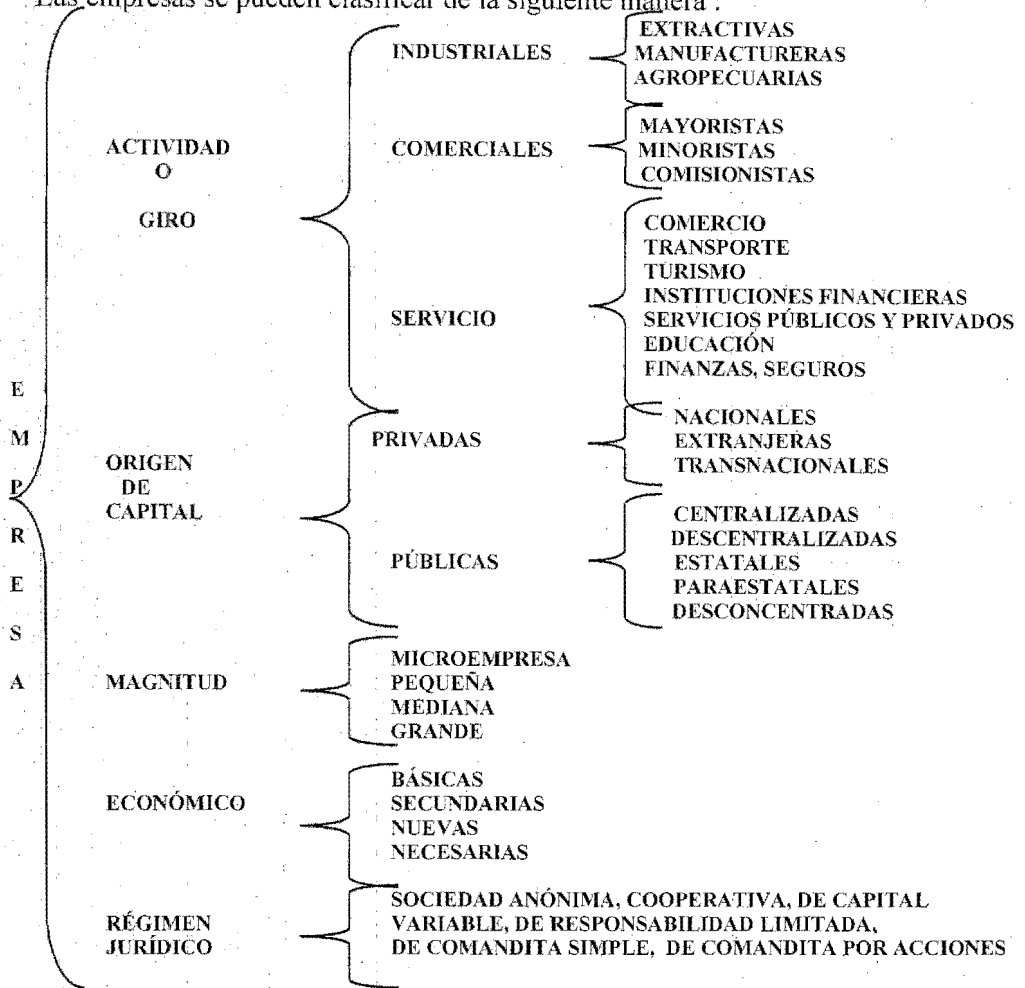 Las empresas se pueden clasificar de la siguiente manera :
INDUSTRIALES
EXTRACTIVAS
MANUFACTURERAS
AGROPECUARIAS
ACTIVIDAD
O
GIRO
COMERCIALES
MAYORISTAS
MINORISTAS
COMISIONISTAS
SERVICIO
COMERCIO
TRANSPORTE
TURISMO
INSTITUCIONES FINANCIERAS
SERVICIOS PÚBLICOS Y PRIVADOS
EDUCACIÓN
FINANZAS, SEGUROS
E
M
P
R
E
S
A
ORIGEN
DE
CAPITAL
PRIVADAS
NACIONALES
EXTRANJERAS
TRANSNACIONALES
PÚBLICAS
CENTRALIZADAS
DESCENTRALIZADAS
ESTATALES
PARAESTATALES
DESCONCENTRADAS
MAGNITUD
MICROEMPRESA
PEQUEÑA
MEDIANA
GRANDE
ECONÓMICO
BÁSICAS
SECUNDARIAS
NUEVAS
NECESARIAS
RÉGIMEN
JURÍDICO
SOCIEDAD ANÓNIMA, COOPERATIVA, DE CAPITAL
VARIABLE, DE RESPONSABILIDAD LIMITADA,
DE COMANDITA SIMPLE, DE COMANDITA POR ACCIONES